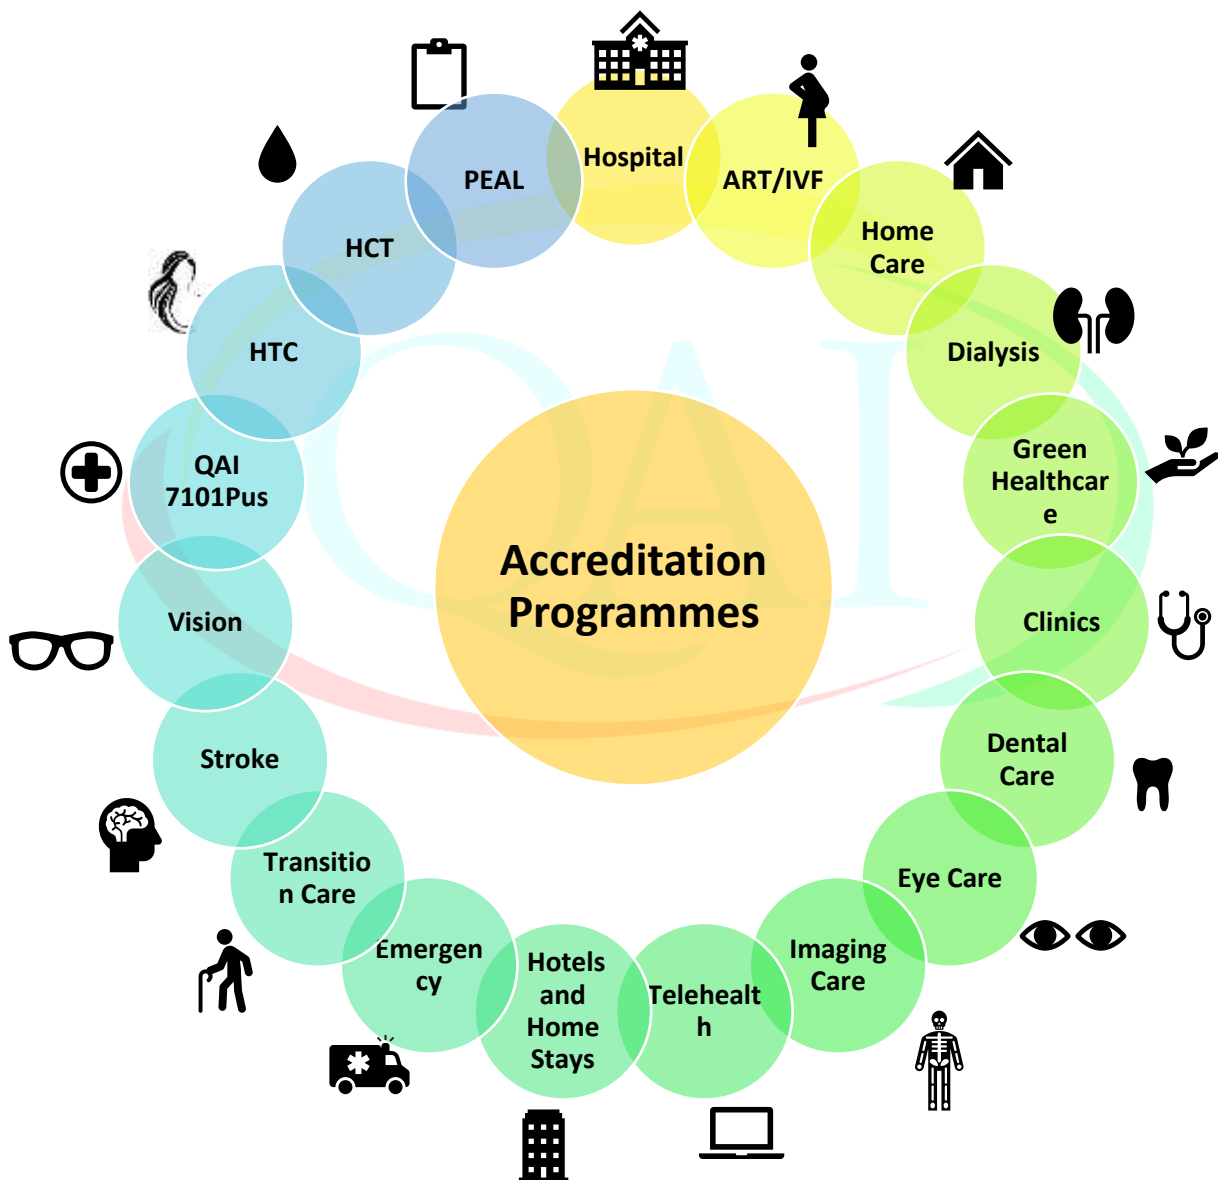 Hospital
ART/IVF
Home
Care
Dialysis
Green
Healthcar
e
Clinics
Dental
Care
Eye Care
Imaging
Care
Telehealt
h
Hotels
and
Home
Stays
Emergen
cy
Transitio
n Care
Stroke
Vision
QAI
7101Pus
HTC
HCT
PEAL
Accreditation
Programmes
QAI